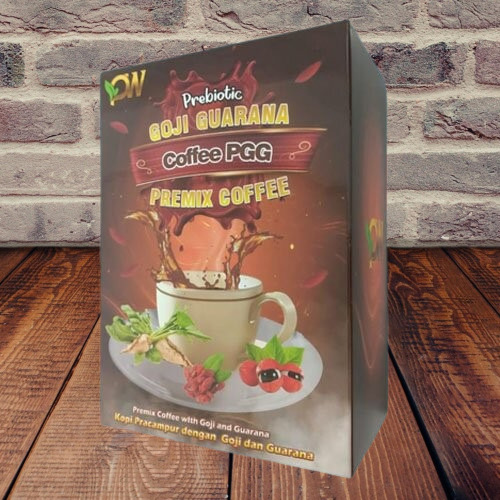 DW
Prebiotic
GOJI GUARANA
Coffee PGG
PREMIX COFFEE
Premix Coffee with Goji and Guarana
Kopi Pracampur dengan Goji dan Guarana
DW